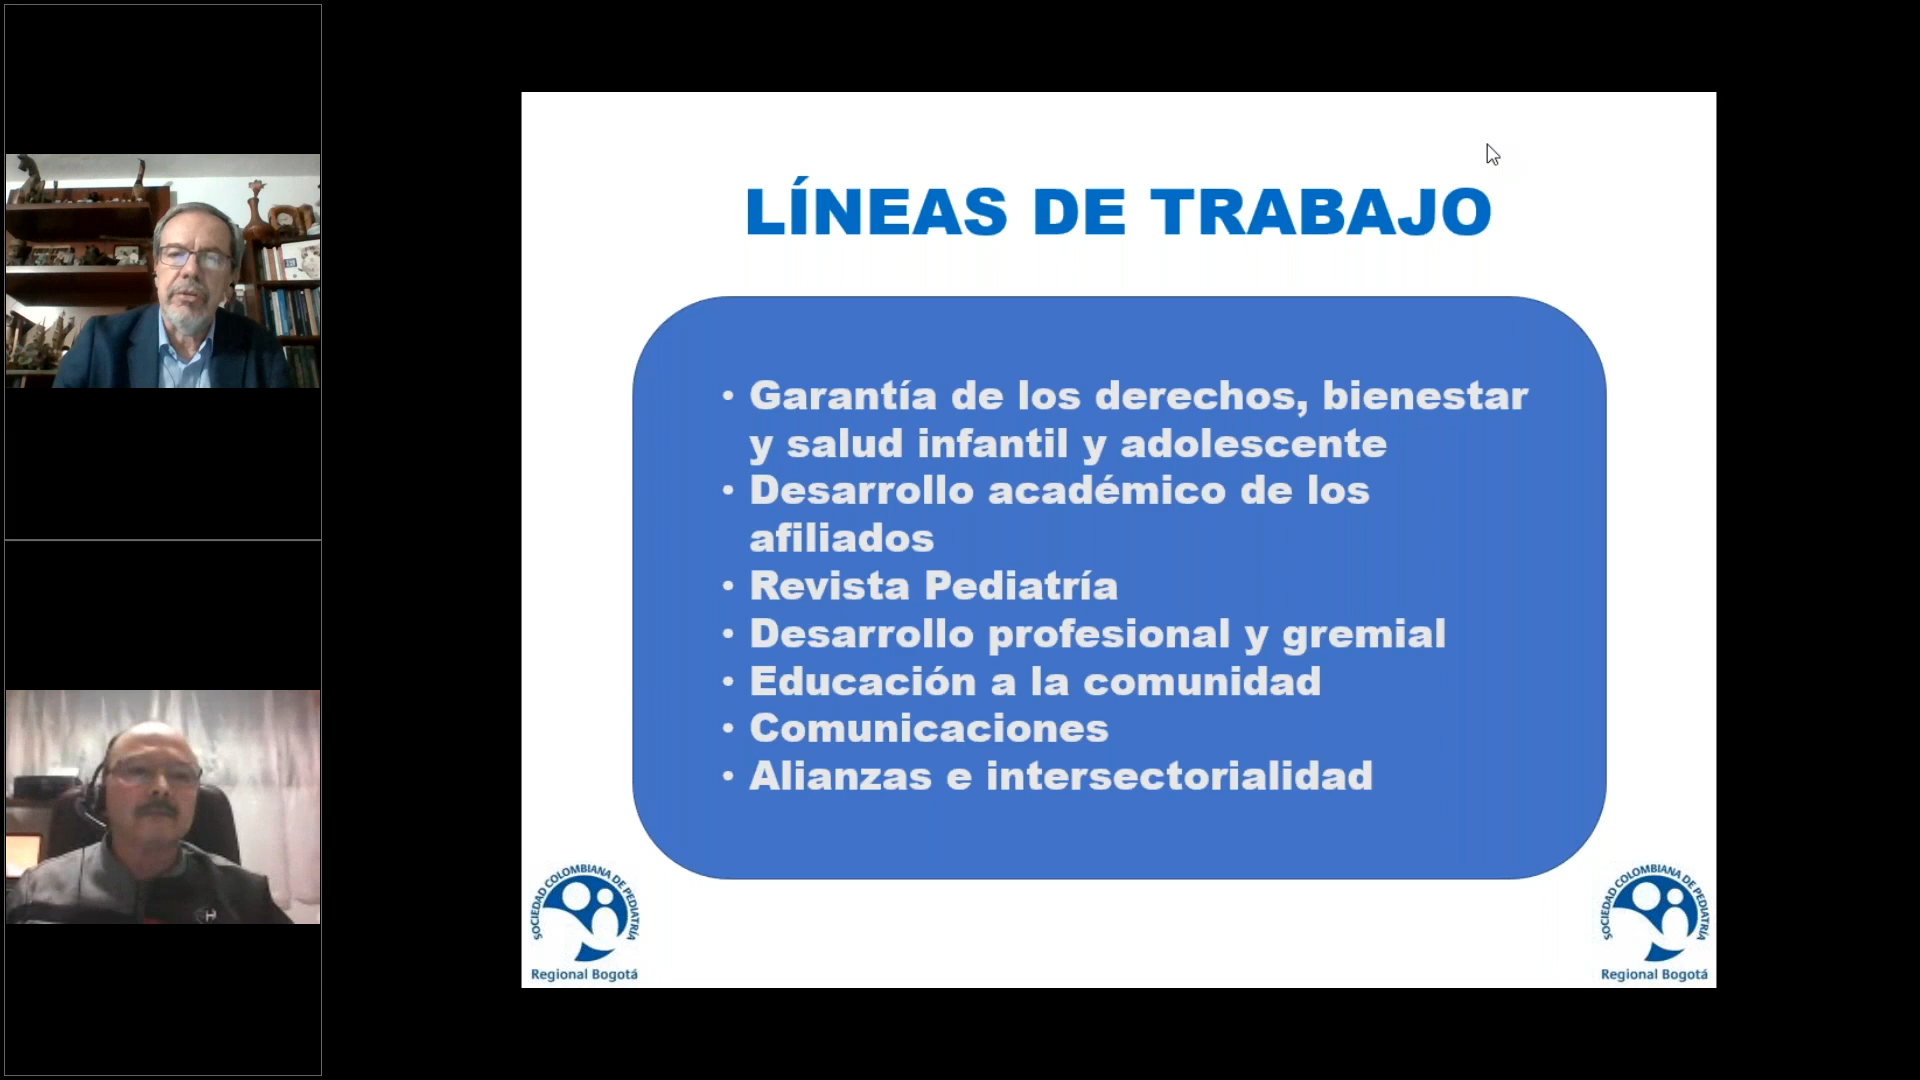 LÍNEAS DE TRABAJO
• Garantía de los derechos, bienestar
y salud infantil y adolescente
• Desarrollo académico de los
afiliados
• Revista Pediatría
• Desarrollo profesional y gremial
• Educación a la comunidad
• Comunicaciones
• Alianzas e intersectorialidad
SOCIEDAD COLOMBIANA DE PEDIATRÍA
Regional Bogotá
SOCIEDAD COLOMBIANA DE PEDIATRÍA
Regional Bogotá